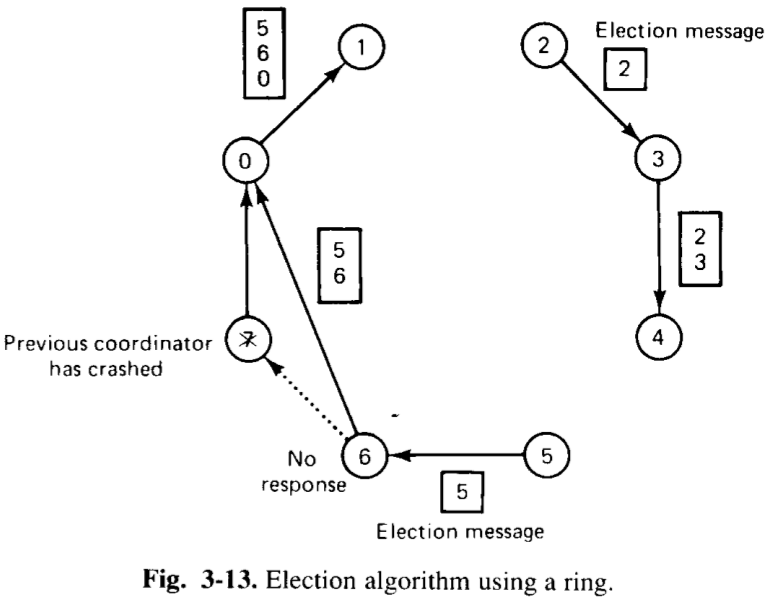 5
6
0
1
2
Election message
2
0
3
5
6
2
3
Previous coordinator
has crashed
7
4
No
response
6
5
5
Election message
Fig. 3-13. Election algorithm using a ring.